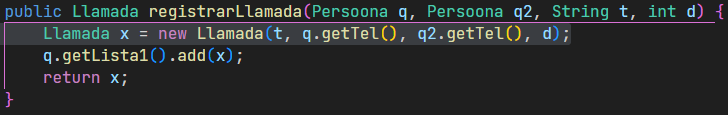 public Llamada registrarLlamada(Persoona q, Persoona q2, String t, int d) {
    Llamada x = new Llamada(t, q.getTel(), q2.getTel(), d);
    q.getLista1().add(x);
    return x;
}